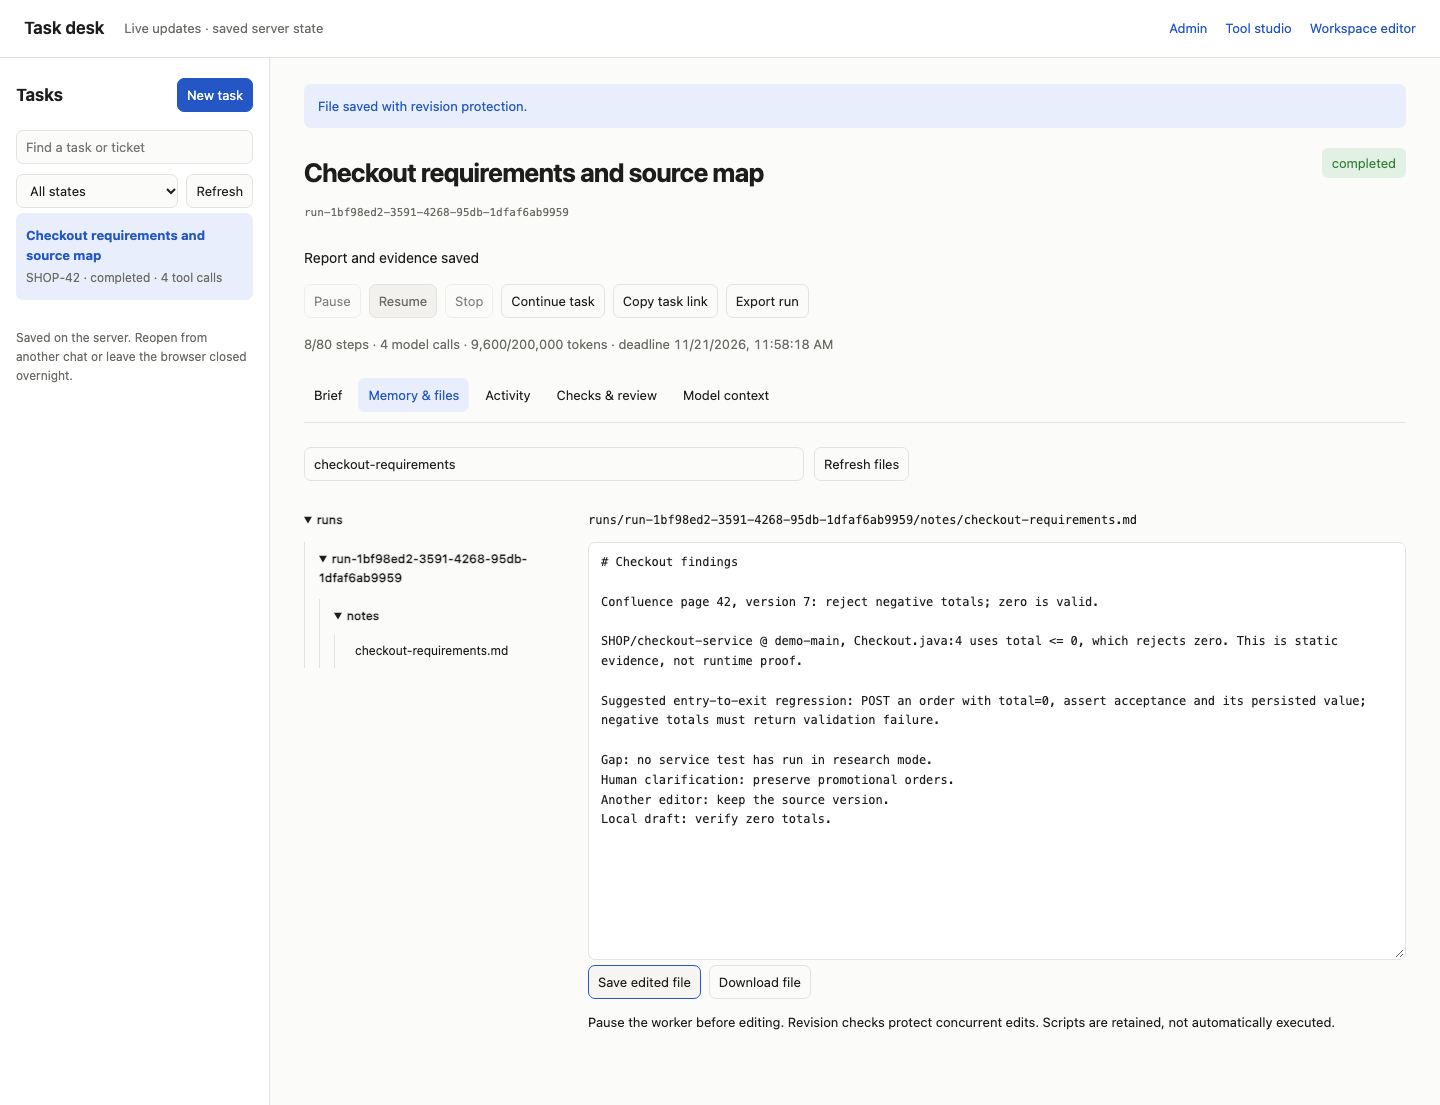 Task desk
Live updates · saved server state
Admin
Tool studio
Workspace editor
Tasks
New task
Find a task or ticket
All states
Refresh
Checkout requirements and
source map
SHOP-42 · completed · 4 tool calls
Saved on the server. Reopen from
another chat or leave the browser closed
overnight.
File saved with revision protection.
Checkout requirements and source map
completed
run-1bf98ed2-3591-4268-95db-1dfaf6ab9959
Report and evidence saved
Pause
Resume
Stop
Continue task
Copy task link
Export run
8/80 steps · 4 model calls · 9,600/200,000 tokens · deadline 11/21/2026, 11:58:18 AM
Brief
Memory & files
Activity
Checks & review
Model context
checkout-requirements
Refresh files
▼ runs
▼ run-1bf98ed2-3591-4268-95db-
1dfaf6ab9959
▼ notes
checkout-requirements.md
runs/run-1bf98ed2-3591-4268-95db-1dfaf6ab9959/notes/checkout-requirements.md
# Checkout findings
Confluence page 42, version 7: reject negative totals; zero is valid.
SHOP/checkout-service @ demo-main, Checkout.java:4 uses total <= 0, which rejects zero. This is static
evidence, not runtime proof.
Suggested entry-to-exit regression: POST an order with total=0, assert acceptance and its persisted value;
negative totals must return validation failure.
Gap: no service test has run in research mode.
Human clarification: preserve promotional orders.
Another editor: keep the source version.
Local draft: verify zero totals.
Save edited file
Download file
Pause the worker before editing. Revision checks protect concurrent edits. Scripts are retained, not automatically executed.